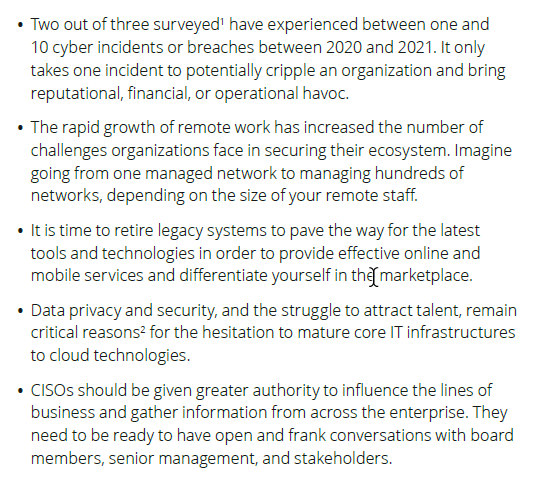 • Two out of three surveyed¹ have experienced between one and
10 cyber incidents or breaches between 2020 and 2021. It only
takes one incident to potentially cripple an organization and bring
reputational, financial, or operational havoc.
• The rapid growth of remote work has increased the number of
challenges organizations face in securing their ecosystem. Imagine
going from one managed network to managing hundreds of
networks, depending on the size of your remote staff.
• It is time to retire legacy systems to pave the way for the latest
tools and technologies in order to provide effective online and
mobile services and differentiate yourself in the marketplace.
• Data privacy and security, and the struggle to attract talent, remain
critical reasons² for the hesitation to mature core IT infrastructures
to cloud technologies.
• CISOs should be given greater authority to influence the lines of
business and gather information from across the enterprise. They
need to be ready to have open and frank conversations with board
members, senior management, and stakeholders.